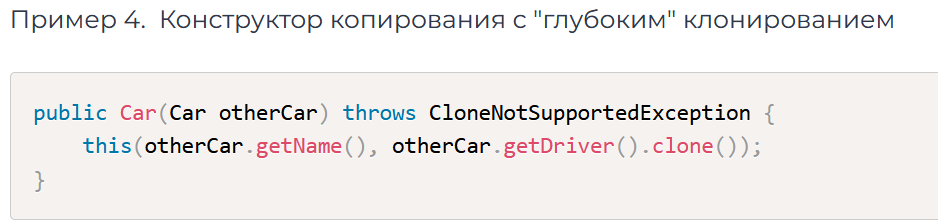 Пример 4.  Конструктор копирования с "глубоким" клонированием
public Car(Car otherCar) throws CloneNotSupportedException {
    this(otherCar.getName(), otherCar.getDriver().clone());
}